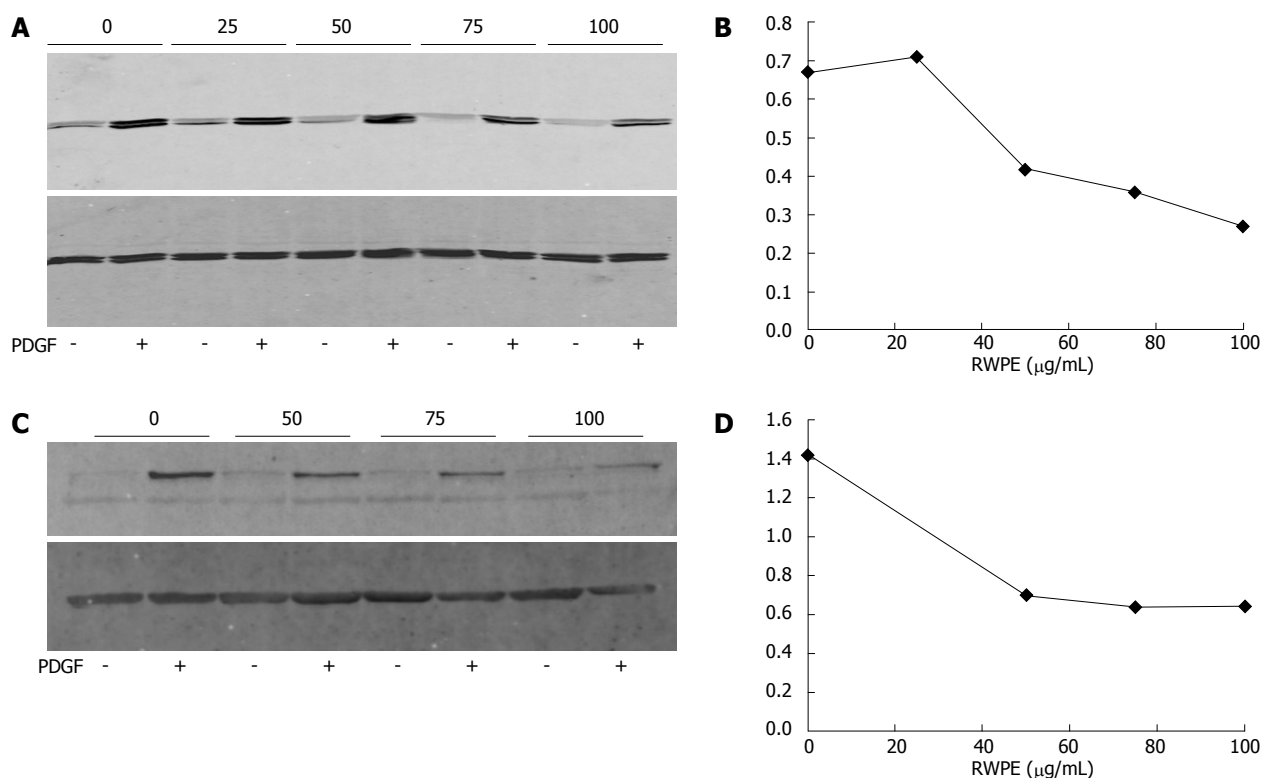 A
0 25 50 75 100
PDGF - + - + - + - + - +
B
0.8
0.7
0.6
0.5
0.4
0.3
0.2
0.1
0.0
0 20 40 60 80 100
RWPE (μg/mL)
C
0 50 75 100
PDGF - + - + - + - +
D
1.6
1.4
1.2
1.0
0.8
0.6
0.4
0.2
0.0
0 20 40 60 80 100
RWPE (μg/mL)